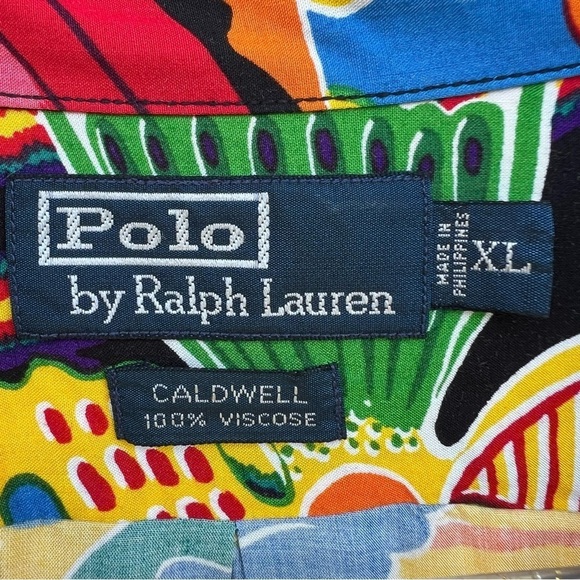 Polo
by Ralph Lauren
MADE IN
PHILIPPINES
XL
CALDWELL
100% VISCOSE